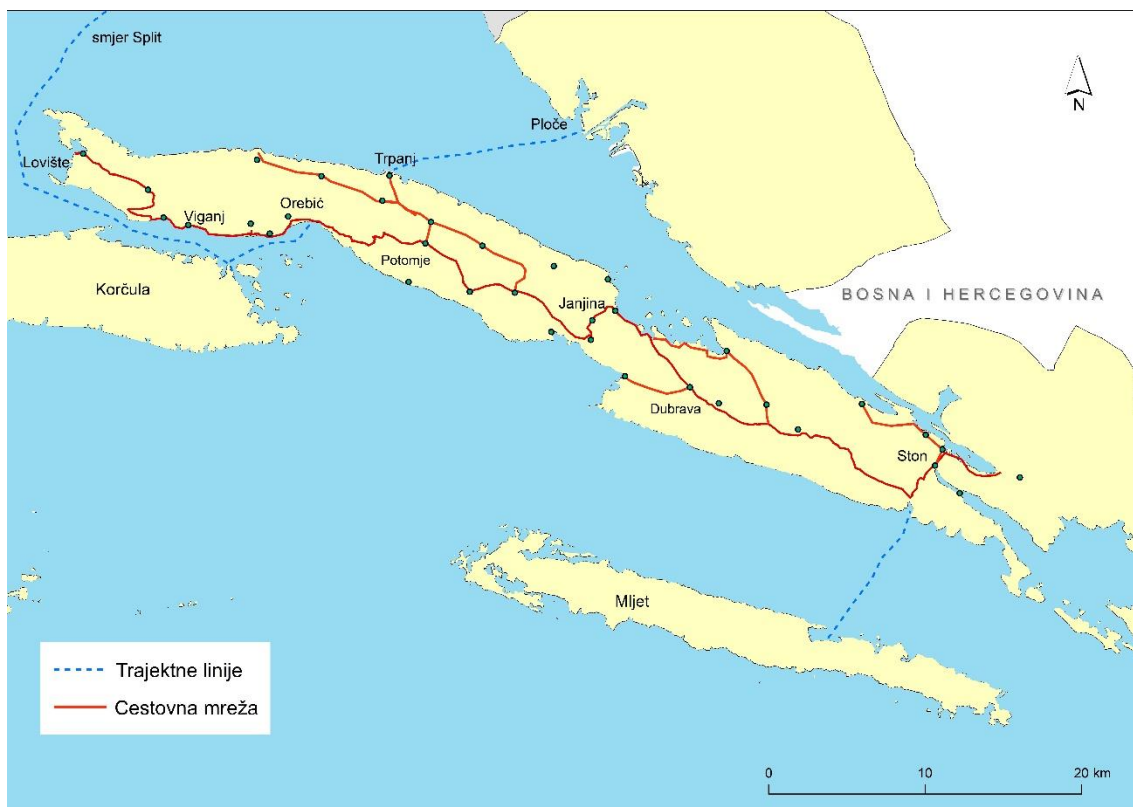 smjer Split
N
Ploče
Lovište
Trpanj
Viganj
Orebić
Potomje
Korčula
Janjina
BOSNA I HERCEGOVINA
Dubrava
Ston
Mljet
Trajektne linije
Cestovna mreža
0 10 20 km